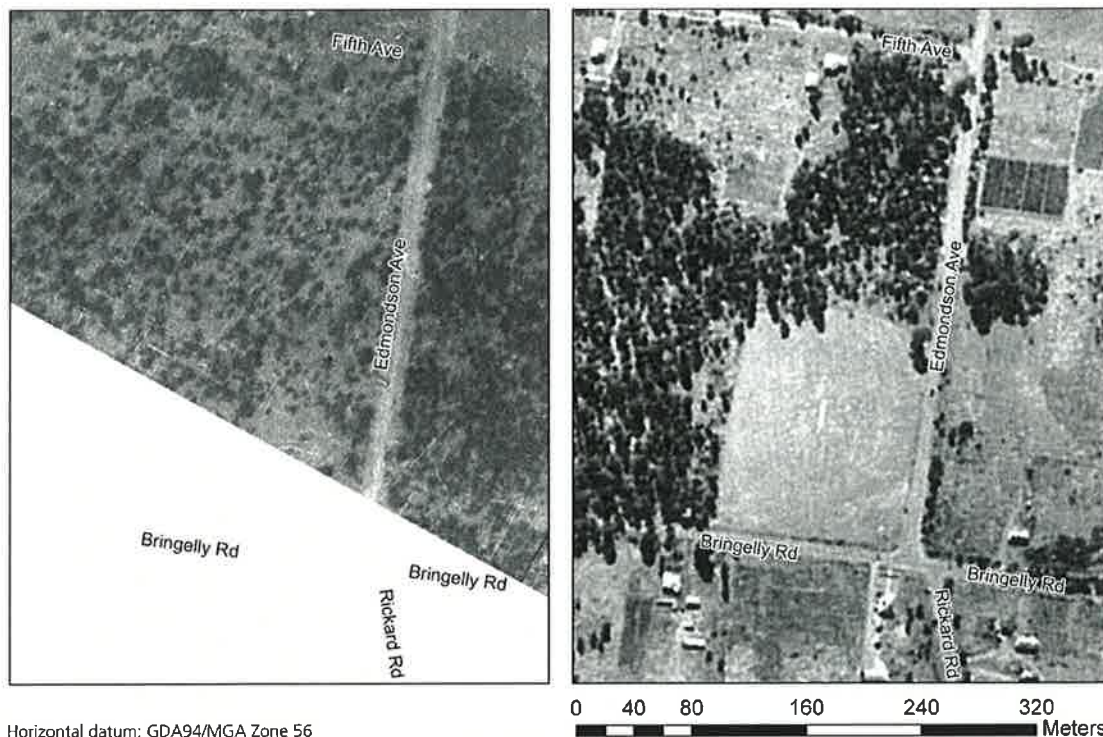 Fifth Ave
Edmondson Ave
Bringelly Rd
Bringelly Rd
Rickard Rd
Fifth Ave
Edmondson Ave
Bringelly Rd
Bringelly Rd
Rickard Rd
Horizontal datum: GDA94/MGA Zone 56
0 40 80 160 240 320
Meters